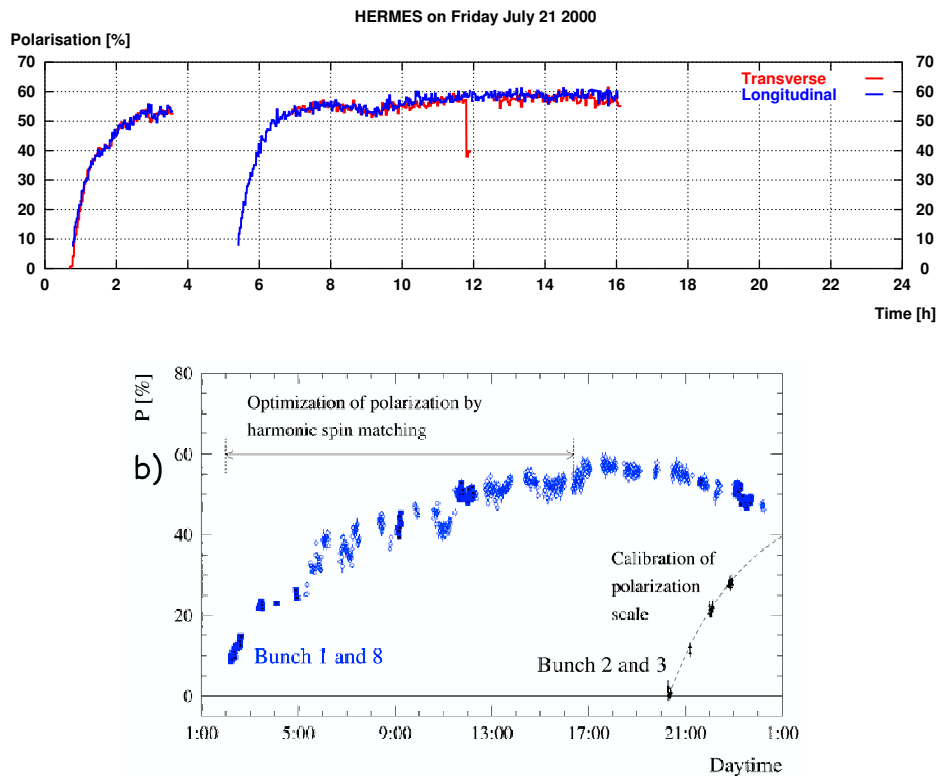 HERMES on Friday July 21 2000
Polarisation [%]
70 70
60 60
50 50
40 40
30 30
20 20
10 10
0 0
Transverse
Longitudinal
0 2 4 6 8 10 12 14 16 18 20 22 24
Time [h]
P [%]
b)
80
60
40
20
0
Optimization of polarization by
harmonic spin matching
Calibration of
polarization
scale
Bunch 1 and 8
Bunch 2 and 3
1:00 5:00 9:00 13:00 17:00 21:00 1:00
Daytime